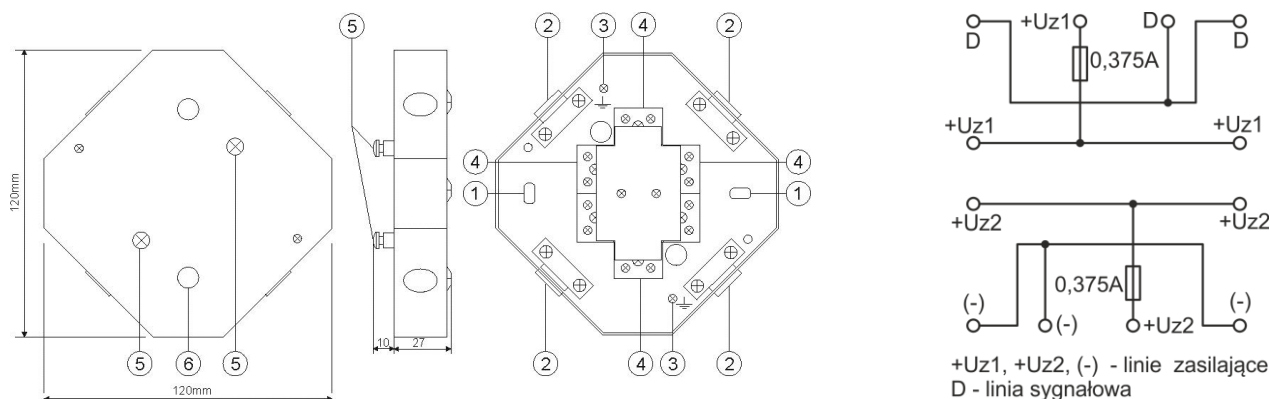 5
2
3
4
2
4
4
1
1
120mm
5
6
5
10
27
2
4
3
2
120mm
D
+Uz1
D
D
0,375A
+Uz1
+Uz1
+Uz2
+Uz2
0,375A
(-)
(-)
+Uz2
(-)
+Uz1, +Uz2, (-) - linie zasilające
D - linia sygnałowa